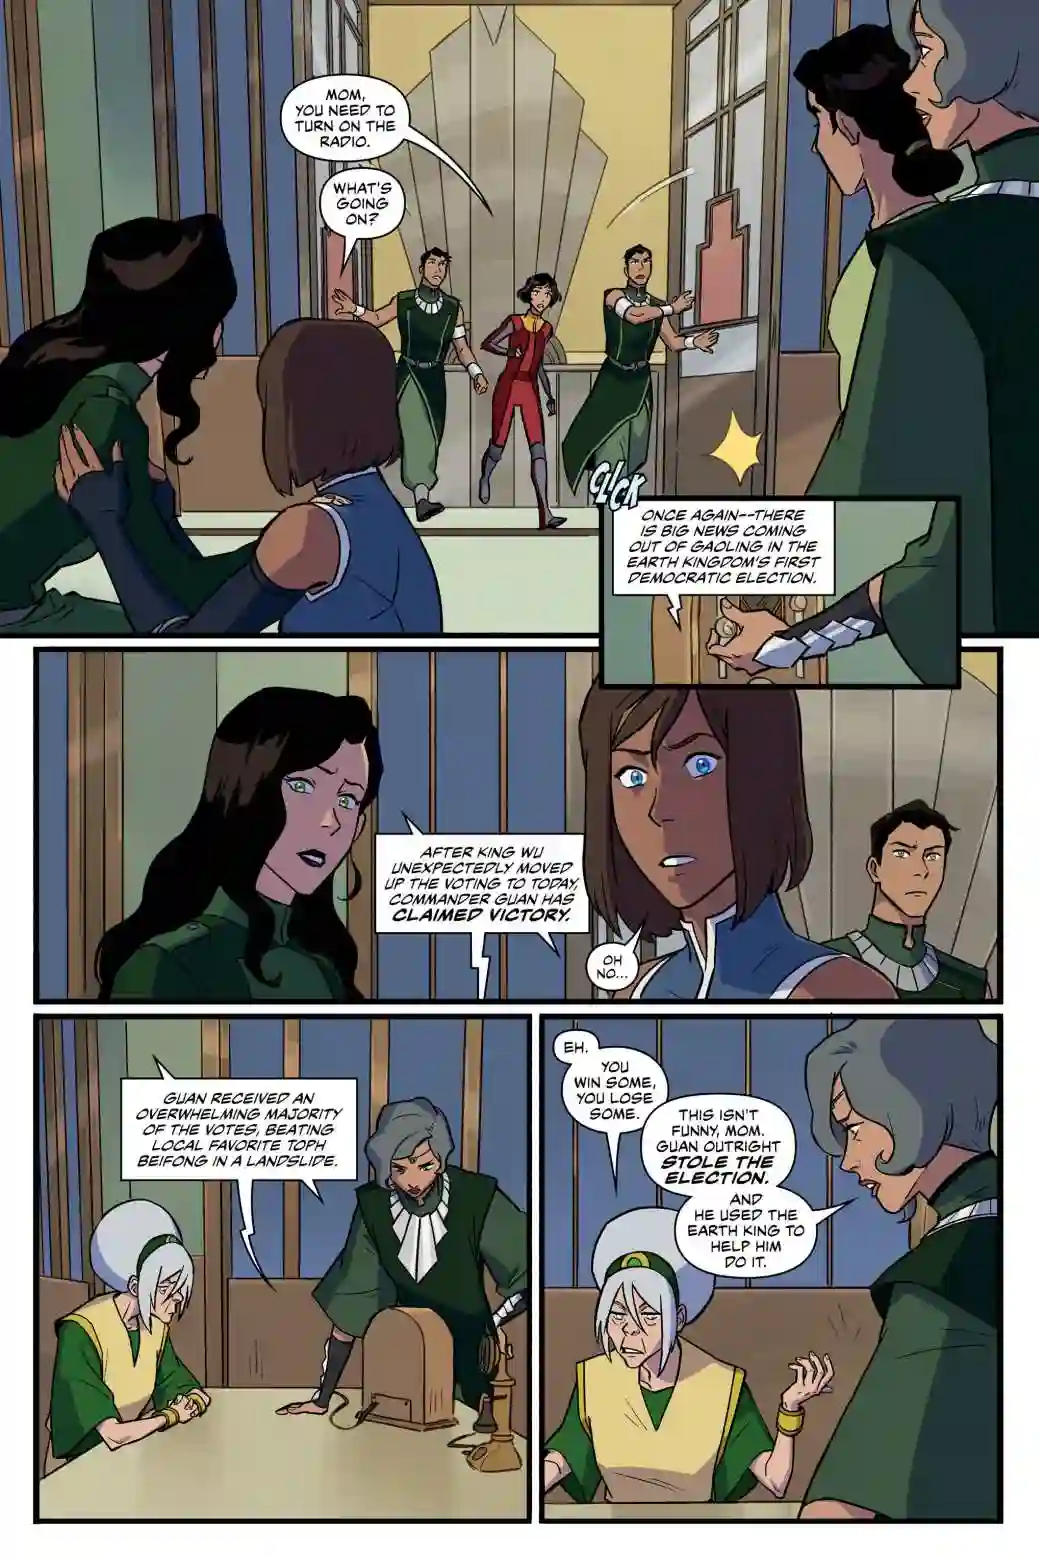 MOM,
YOU NEED TO
TURN ON THE
RADIO.
WHAT'S
GOING
ON?
CLICK
ONCE AGAIN--THERE
IS BIG NEWS COMING
OUT OF GAOLING IN THE
EARTH KINGDOM'S FIRST
DEMOCRATIC ELECTION.
AFTER KING WU
UNEXPECTEDLY MOVED
UP THE VOTING TO TODAY,
COMMANDER GUAN HAS
CLAIMED VICTORY.
OH
NO...
GUAN RECEIVED AN
OVERWHELMING MAJORITY
OF THE VOTES, BEATING
LOCAL FAVORITE TOPH
BEIFONG IN A LANDSLIDE.
EH.
YOU
WIN SOME,
YOU LOSE
SOME.
THIS ISN'T
FUNNY, MOM.
GUAN OUTRIGHT
STOLE THE
ELECTION.
AND
HE USED THE
EARTH KING TO
HELP HIM
DO IT.